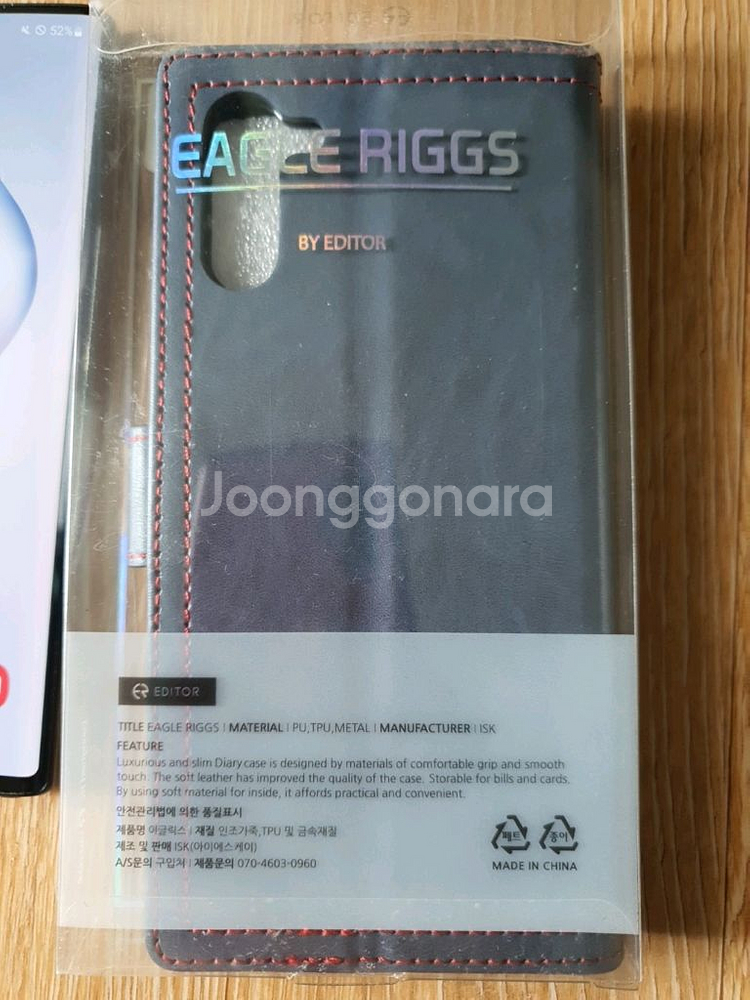 52%
EAGLE RIGGS
BY EDITOR
Joonggonara
EDITOR
TITLE EAGLE RIGGS | MATERIAL | PU,TPU,METAL | MANUFACTURER | ISK
FEATURE
Luxurious and slim Diary case is designed by materials of comfortable grip and smooth
touch. The soft leather has improved the quality of the case. Storable for bills and cards.
By using soft material for inside, it affords practical and convenient.
안전관리법에 의한 품질표시
제품명 이글릭스 | 재질 인조가죽,TPU 및 금속재질
제조 및 판매 ISK(아이에스케이)
A/S문의 구입처 | 제품문의 070-4603-0960
페트 종이
MADE IN CHINA